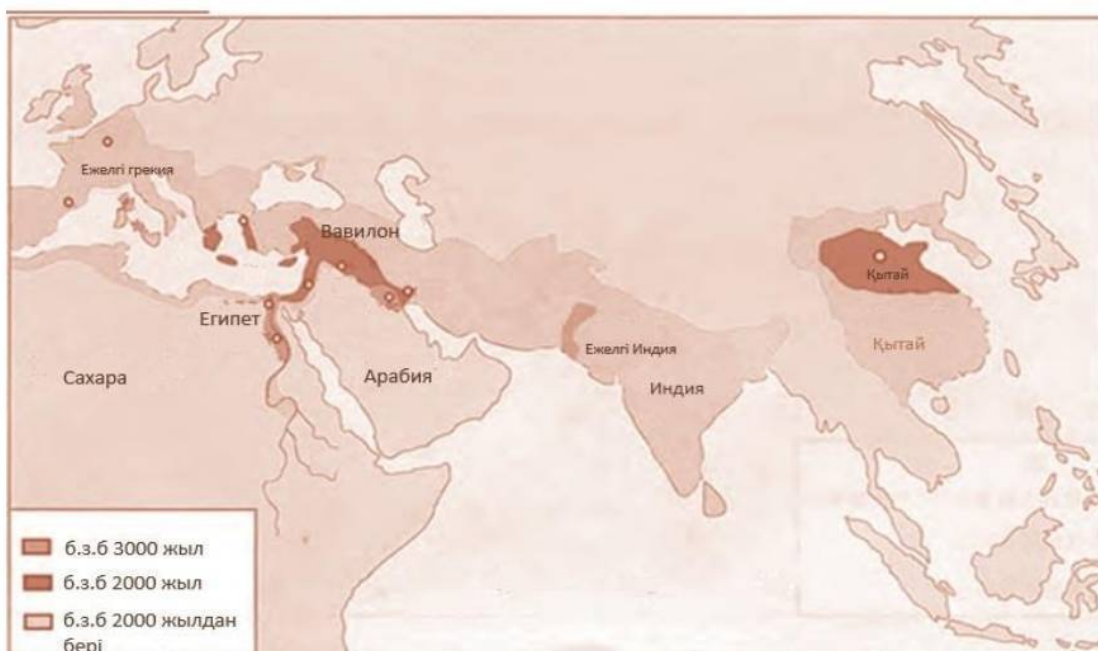 Ежелгі грекия
Вавилон
Қытай
Египет
Ежелгі Индия
Қытай
Сахара
Арабия
Индия
б.з.б 3000 жыл
б.з.б 2000 жыл
б.з.б 2000 жылдан
бері